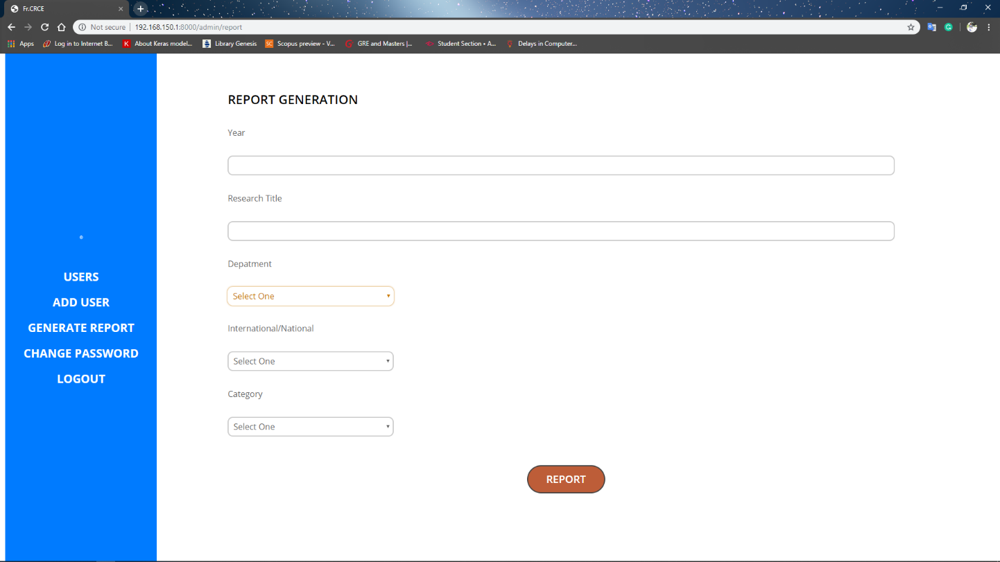 Fr.CRCE
Not secure 192.168.150.1:8000/admin/report
Apps Log in to Internet B... About Keras model... Library Genesis Scopus preview - V... GRE and Masters |... Student Section • A... Delays in Computer...
REPORT GENERATION
Year
Research Title
Depatment
Select One
International/National
Select One
Category
Select One
REPORT
USERS
ADD USER
GENERATE REPORT
CHANGE PASSWORD
LOGOUT